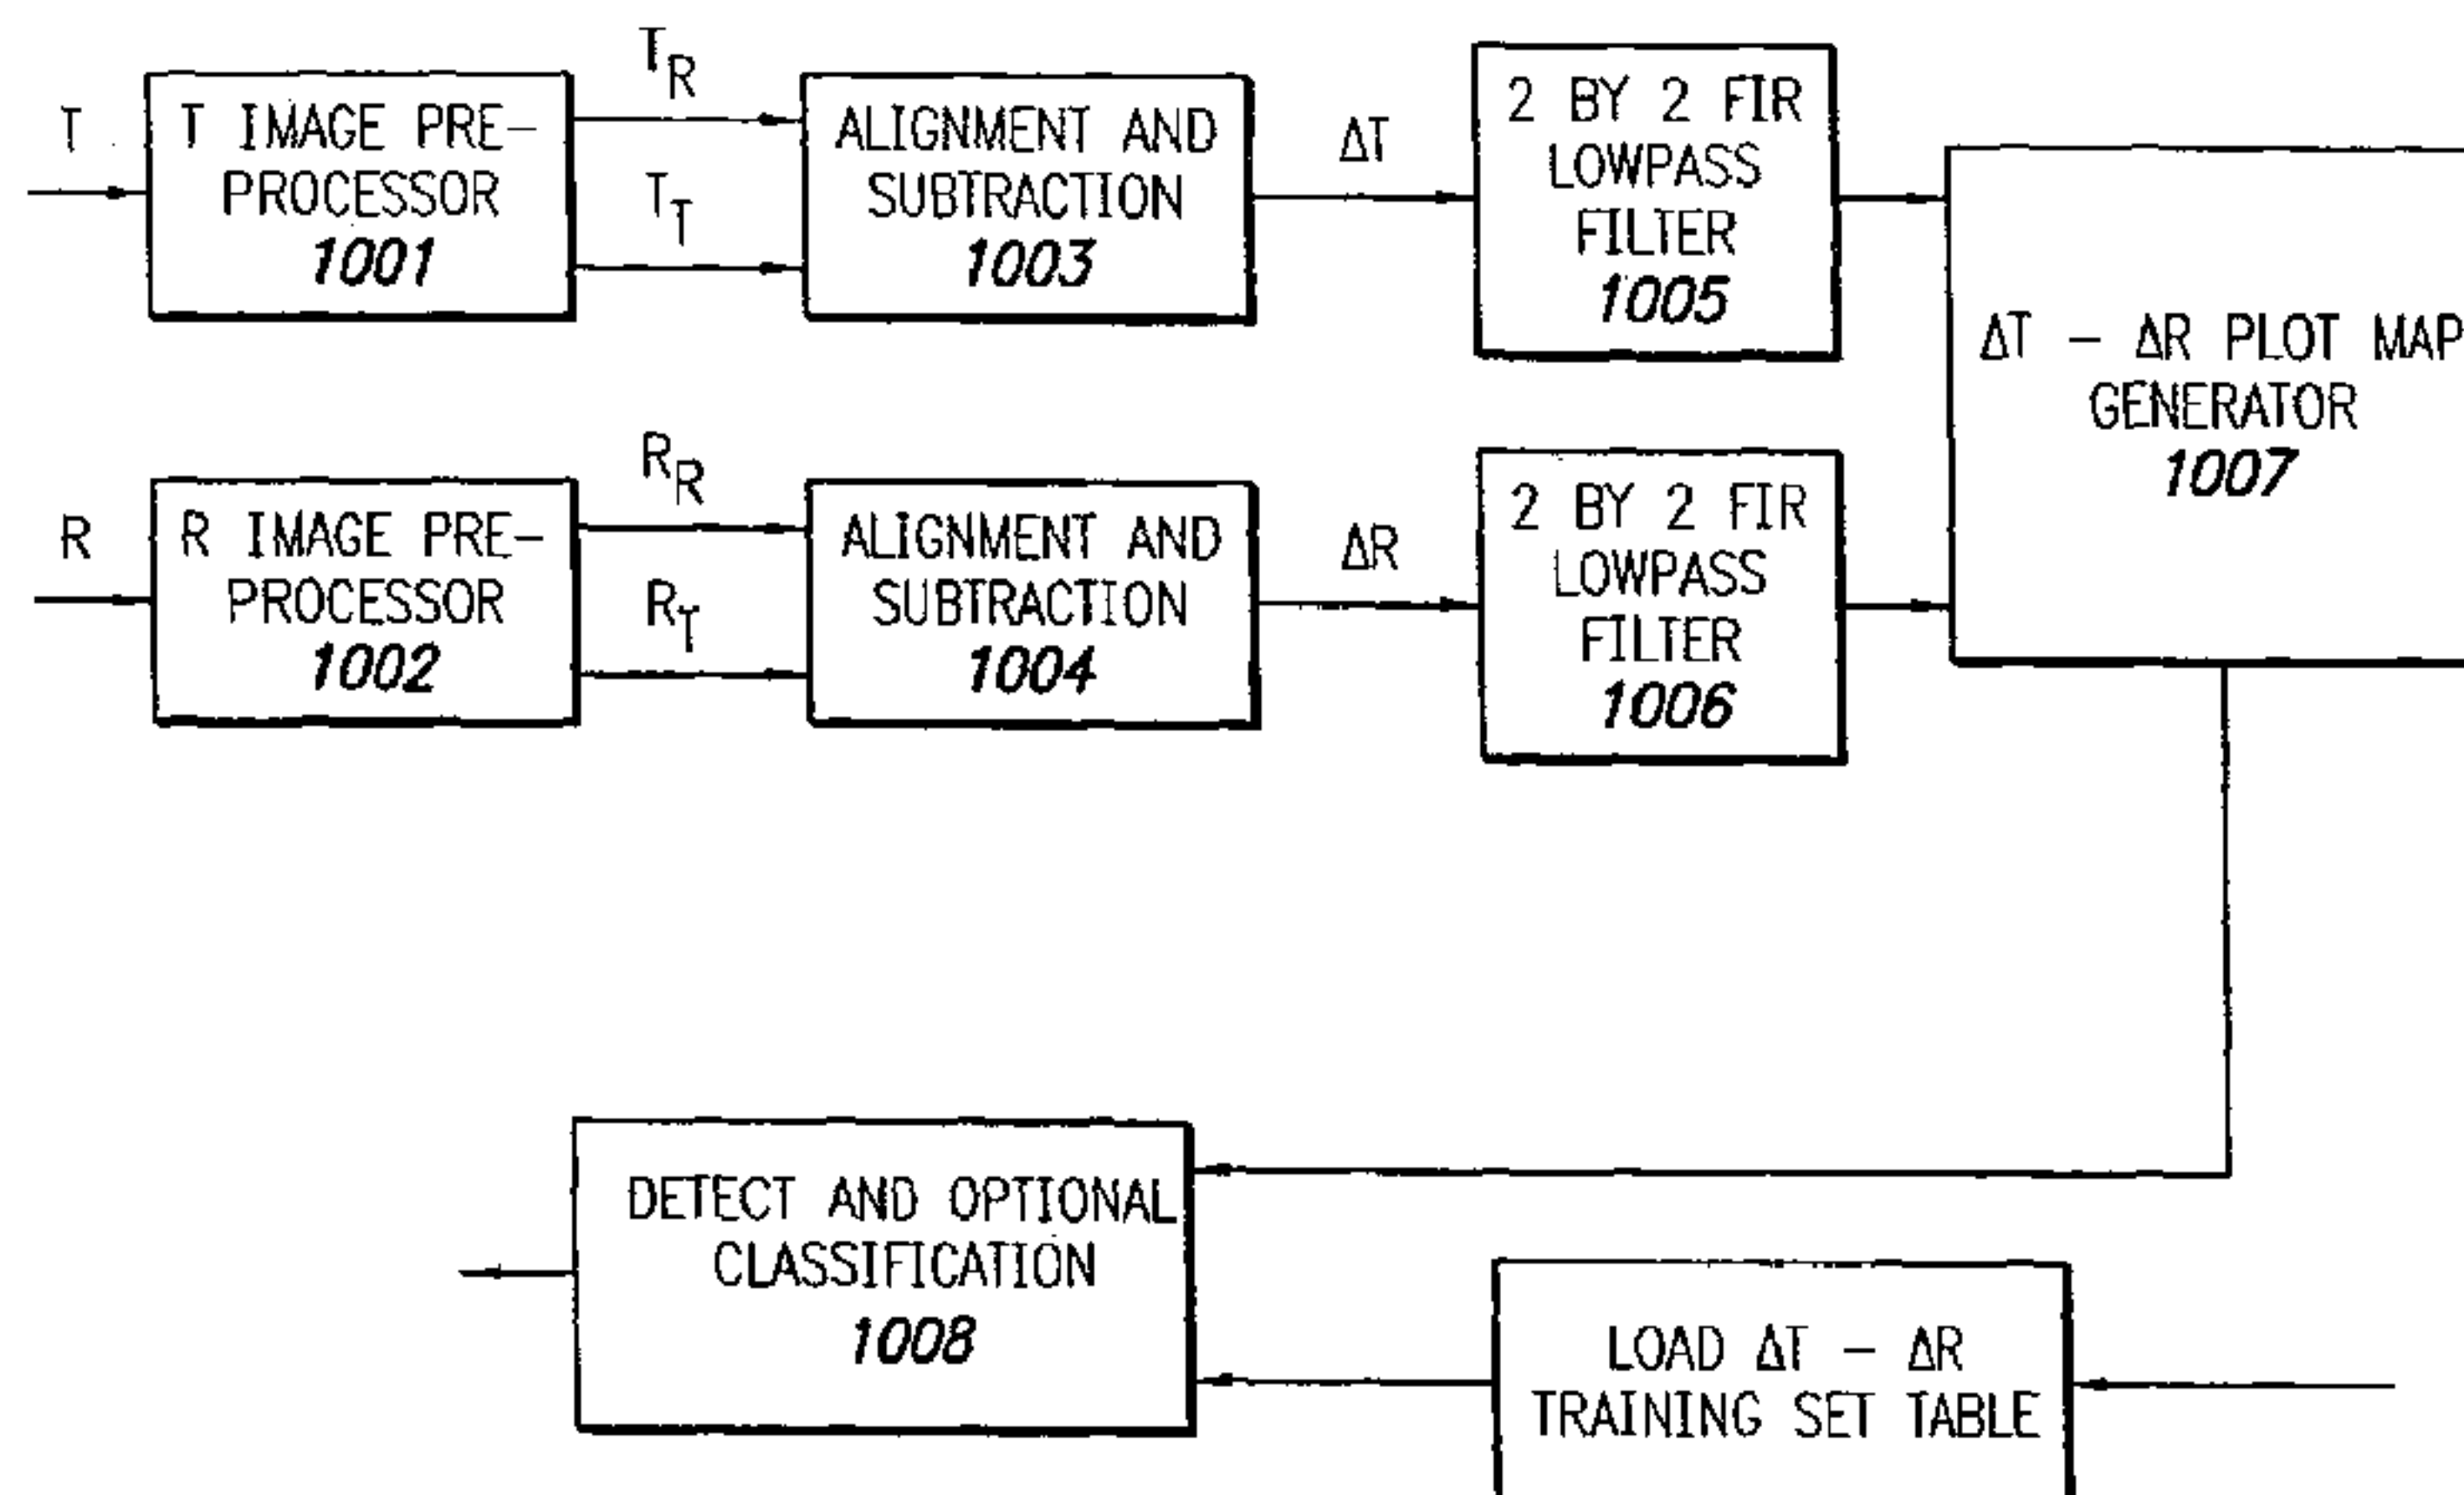 T
T IMAGE PRE-
PROCESSOR
1001
T_R
T_T
ALIGNMENT AND
SUBTRACTION
1003
ΔT
2 BY 2 FIR
LOWPASS
FILTER
1005
ΔT - ΔR PLOT MAP
GENERATOR
1007
R
R IMAGE PRE-
PROCESSOR
1002
R_R
R_T
ALIGNMENT AND
SUBTRACTION
1004
ΔR
2 BY 2 FIR
LOWPASS
FILTER
1006
DETECT AND OPTIONAL
CLASSIFICATION
1008
LOAD ΔT - ΔR
TRAINING SET TABLE